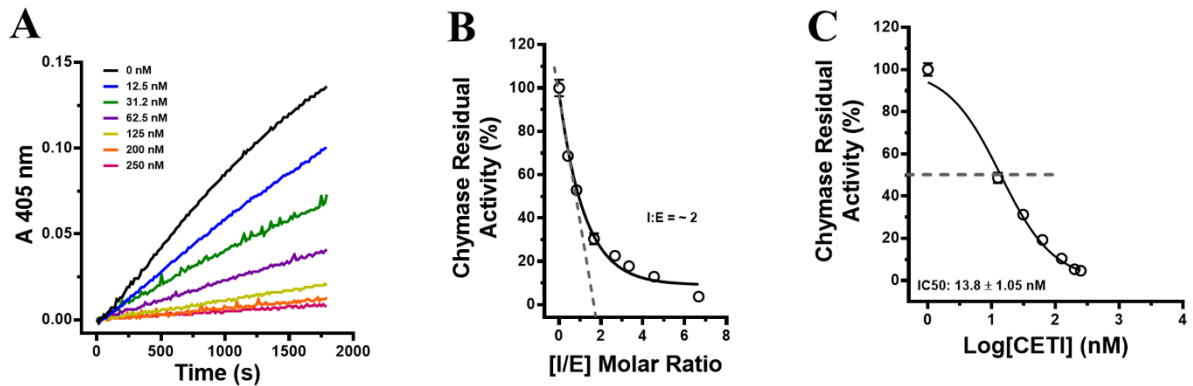 A
0.15
0.10
0.05
0.00
A 405 nm
0 nM
12.5 nM
31.2 nM
62.5 nM
125 nM
200 nM
250 nM
0
500
1000
1500
2000
Time (s)
B
120
100
80
60
40
20
0
Chymase Residual
Activity (%)
I:E = ~ 2
0
2
4
6
8
[I/E] Molar Ratio
C
120
100
80
60
40
20
0
Chymase Residual
Activity (%)
IC50: 13.8 ± 1.05 nM
0
1
2
3
4
Log[CETI] (nM)